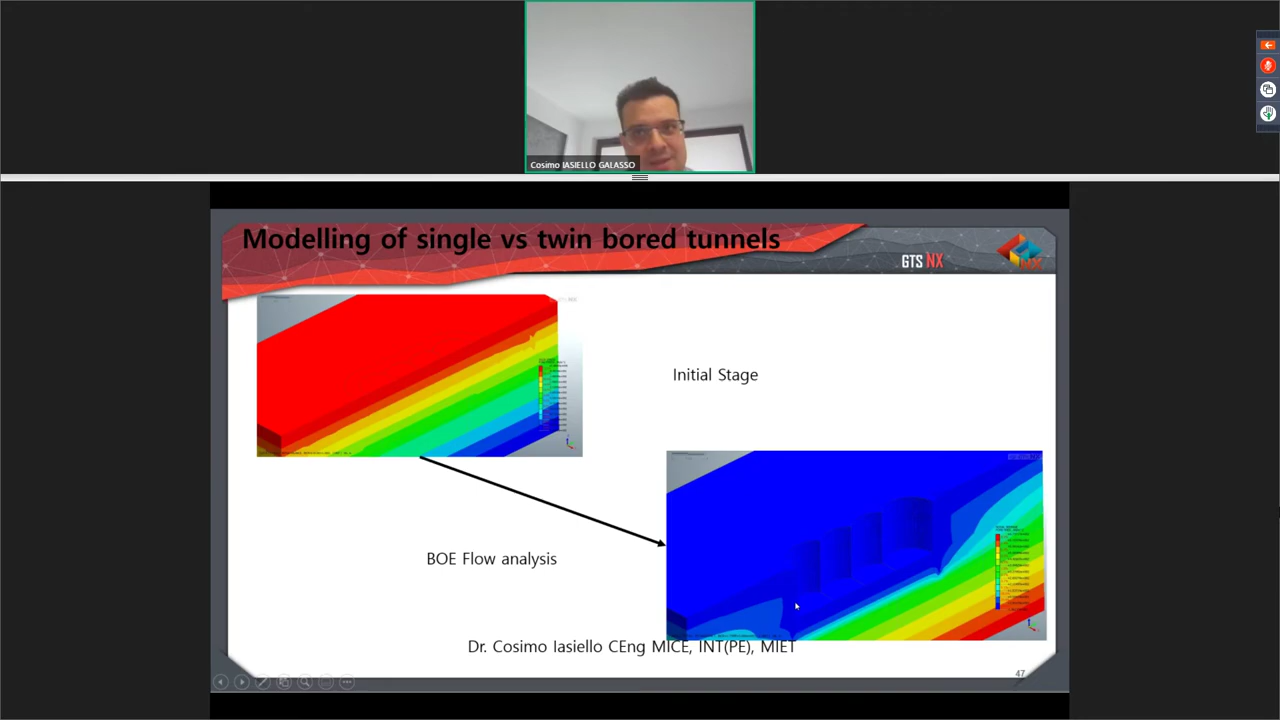 Cosimo IASIELLO GALASSO
Modelling of single vs twin bored tunnels
GTS NX
Initial Stage
BOE Flow analysis
Dr. Cosimo Iasiello CEng MICE, INT(PE), MIET
47